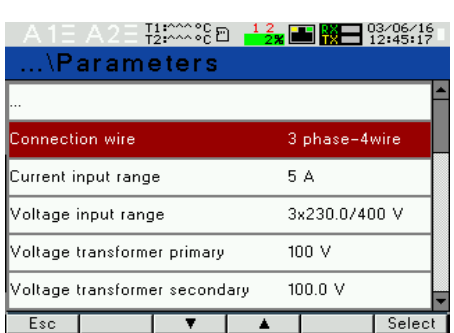 A1 A2 T1:^^^°C 1 2 RX 03/06/16
T2:^^^°C 2% TX 12:45:17
...\Parameters
...
Connection wire 3 phase-4wire
Current input range 5 A
Voltage input range 3x230.0/400 V
Voltage transformer primary 100 V
Voltage transformer secondary 100.0 V
Esc ▼ ▲ Select